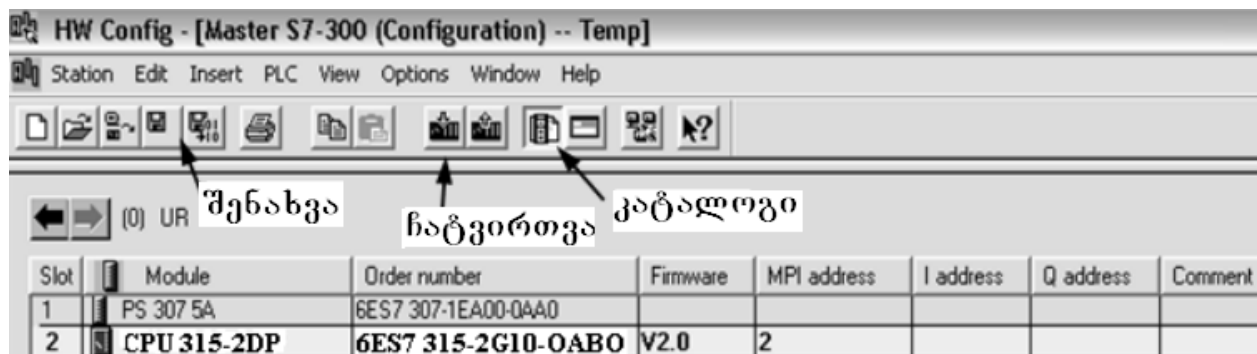 HW Config - [Master S7-300 (Configuration) -- Temp]
Station Edit Insert PLC View Options Window Help
შენახვა
ჩატვირთვა
კატალოგი
(0) UR
Slot Module Order number Firmware MPI address I address Q address Comment
1 PS 307 5A 6ES7 307-1EA00-0AA0
2 CPU 315-2DP 6ES7 315-2G10-OABO V2.0 2